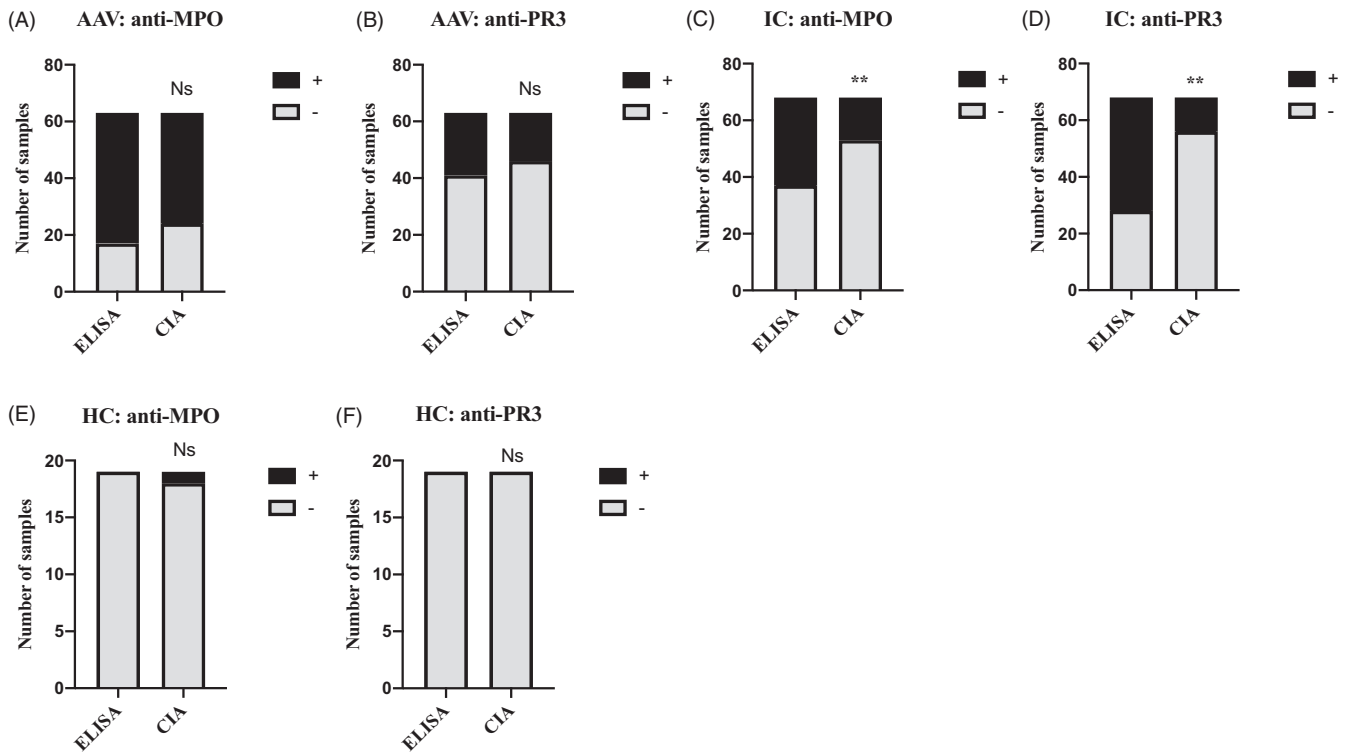 (A) AAV: anti-MPO
Ns
+
-
Number of samples
80
60
40
20
0
ELISA
CIA
(B) AAV: anti-PR3
Ns
+
-
Number of samples
80
60
40
20
0
ELISA
CIA
(C) IC: anti-MPO
**
+
-
Number of samples
80
60
40
20
0
ELISA
CIA
(D) IC: anti-PR3
**
+
-
Number of samples
80
60
40
20
0
ELISA
CIA
(E) HC: anti-MPO
Ns
+
-
Number of samples
20
15
10
5
0
ELISA
CIA
(F) HC: anti-PR3
Ns
+
-
Number of samples
20
15
10
5
0
ELISA
CIA